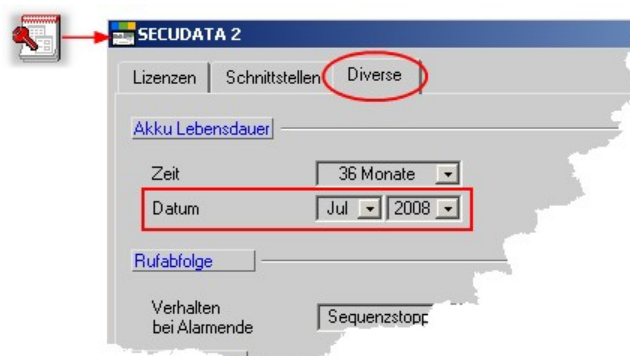 SECUDATA 2
Lizenzen Schnittstellen Diverse
Akku Lebensdauer
Zeit 36 Monate
Datum Jul 2008
Rufabfolge
Verhalten
bei Alarmende Sequenzstopp